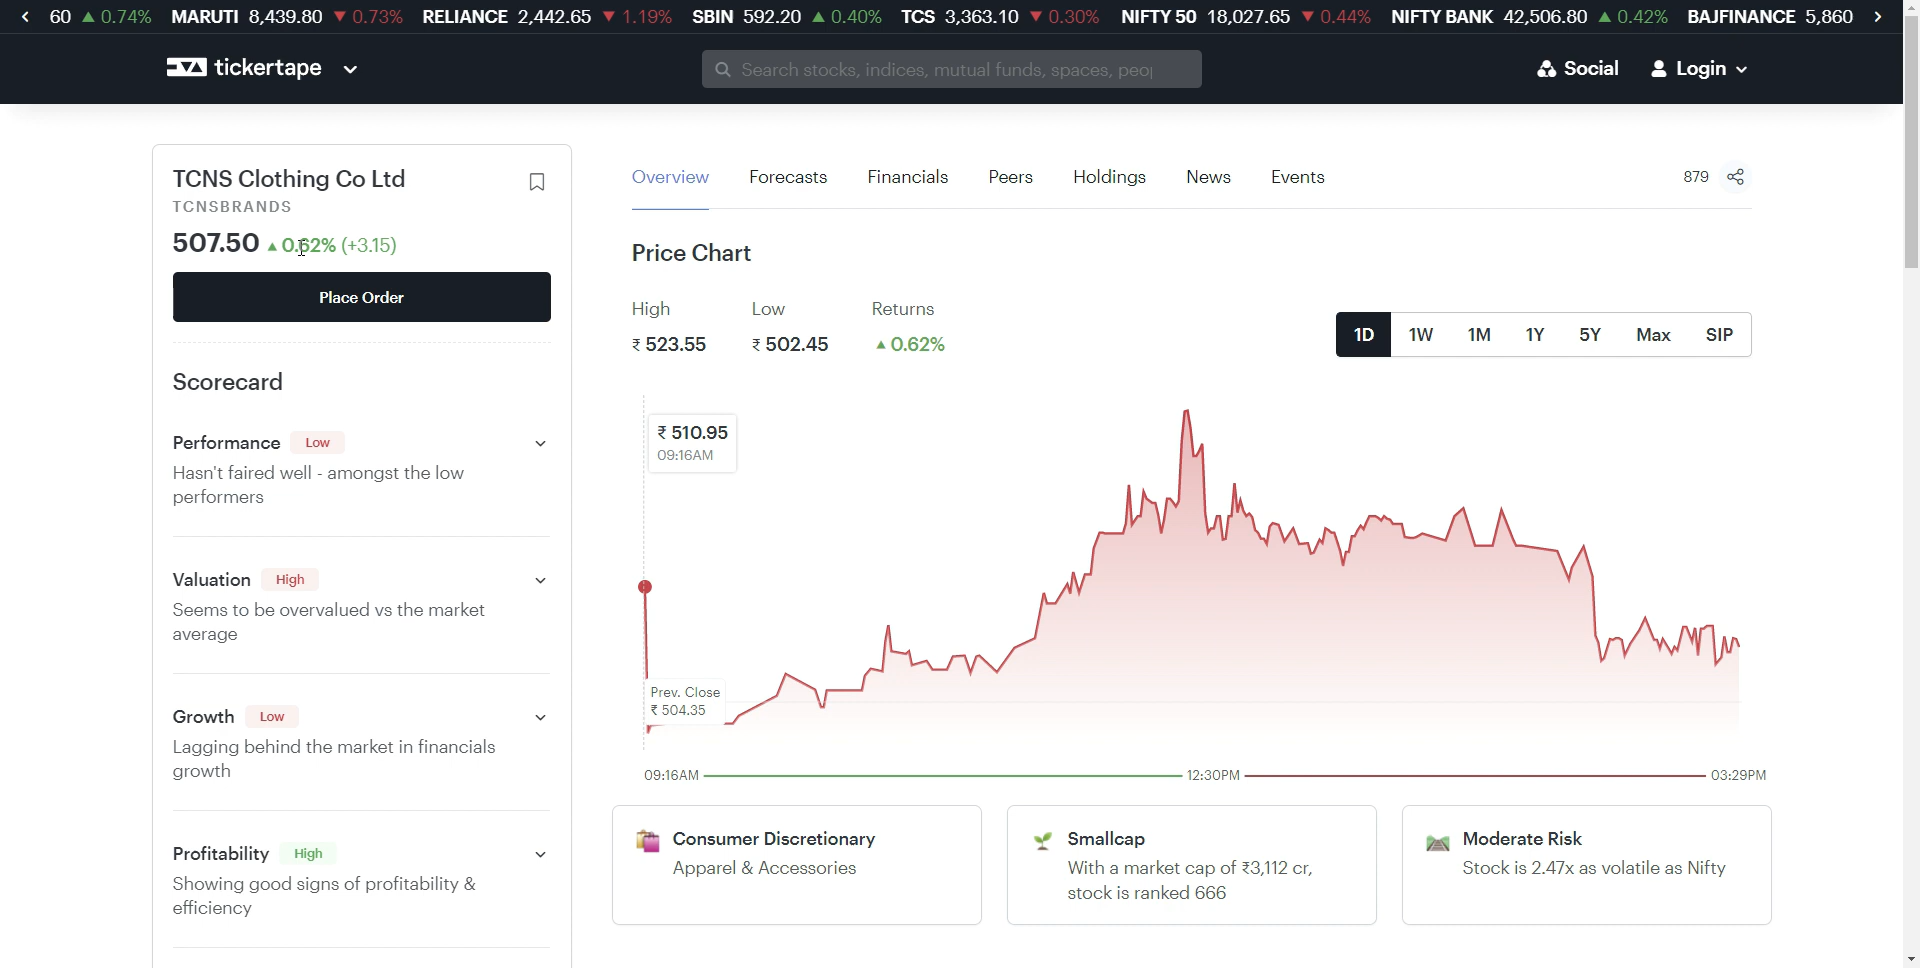 60 ▲ 0.74% MARUTI 8,439.80 ▼ 0.73% RELIANCE 2,442.65 ▼ 1.19% SBIN 592.20 ▲ 0.40% TCS 3,363.10 ▼ 0.30% NIFTY 50 18,027.65 ▼ 0.44% NIFTY BANK 42,506.80 ▲ 0.42% BAJFINANCE 5,860
tickertape
Search stocks, indices, mutual funds, spaces, peop
Social
Login
TCNS Clothing Co Ltd
TCNSBRANDS
507.50 ▲ 0.62% (+3.15)
Place Order
Scorecard
Performance Low
Hasn't faired well - amongst the low
performers
Valuation High
Seems to be overvalued vs the market
average
Growth Low
Lagging behind the market in financials
growth
Profitability High
Showing good signs of profitability &
efficiency
Overview Forecasts Financials Peers Holdings News Events
879
Price Chart
High Low Returns
₹ 523.55 ₹ 502.45 ▲ 0.62%
1D 1W 1M 1Y 5Y Max SIP
₹ 510.95
09:16AM
Prev. Close
₹ 504.35
09:16AM 12:30PM 03:29PM
Consumer Discretionary
Apparel & Accessories
Smallcap
With a market cap of ₹3,112 cr,
stock is ranked 666
Moderate Risk
Stock is 2.47x as volatile as Nifty